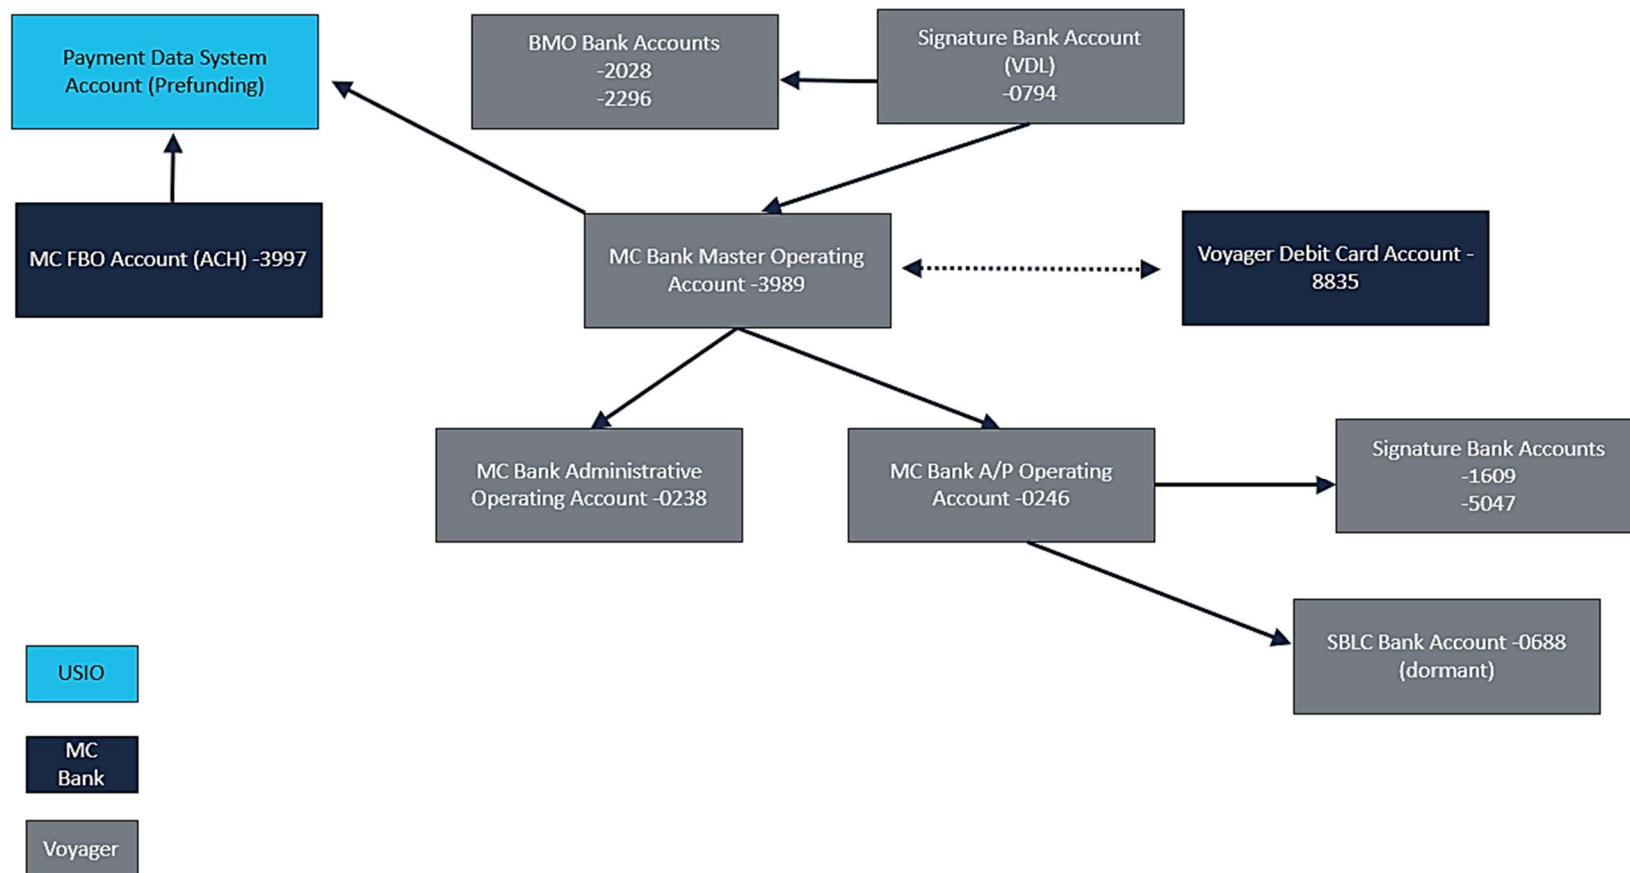 Payment Data System
Account (Prefunding)
BMO Bank Accounts
-2028
-2296
Signature Bank Account
(VDL)
-0794
MC FBO Account (ACH) -3997
MC Bank Master Operating
Account -3989
Voyager Debit Card Account -
8835
MC Bank Administrative
Operating Account -0238
MC Bank A/P Operating
Account -0246
Signature Bank Accounts
-1609
-5047
SBLC Bank Account -0688
(dormant)
USIO
MC
Bank
Voyager